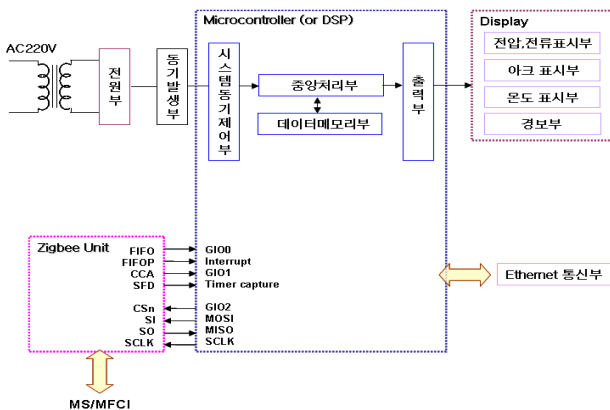 Microcontroller (or DSP)
Display
AC220V
전원부
동기발생부
시스템동기제어부
중앙처리부
데이터메모리부
출력부
전압,전류표시부
아크 표시부
온도 표시부
경보부
Zigbee Unit
FIFO
FIFOP
CCA
SFD
CSn
SI
SO
SCLK
GIO0
Interrupt
GIO1
Timer capture
GIO2
MOSI
MISO
SCLK
Ethernet 통신부
MS/MFCI